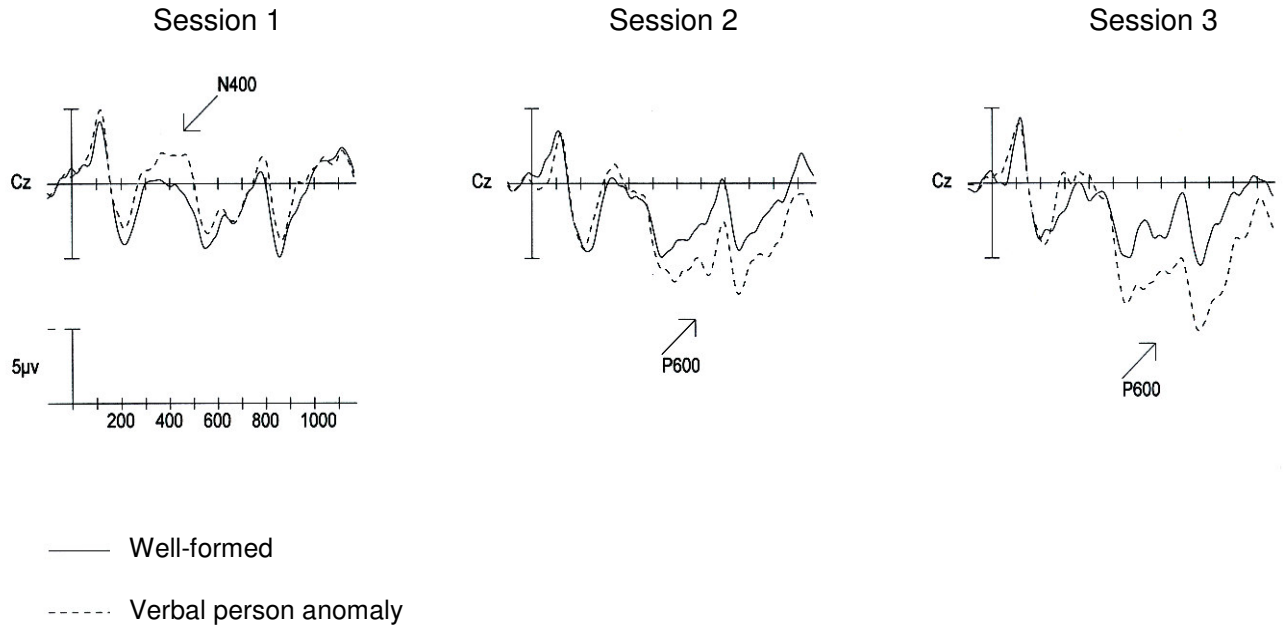 Session 1
Session 2
Session 3
N400
Cz
Cz
Cz
P600
P600
5μv
200 400 600 800 1000
Well-formed
Verbal person anomaly